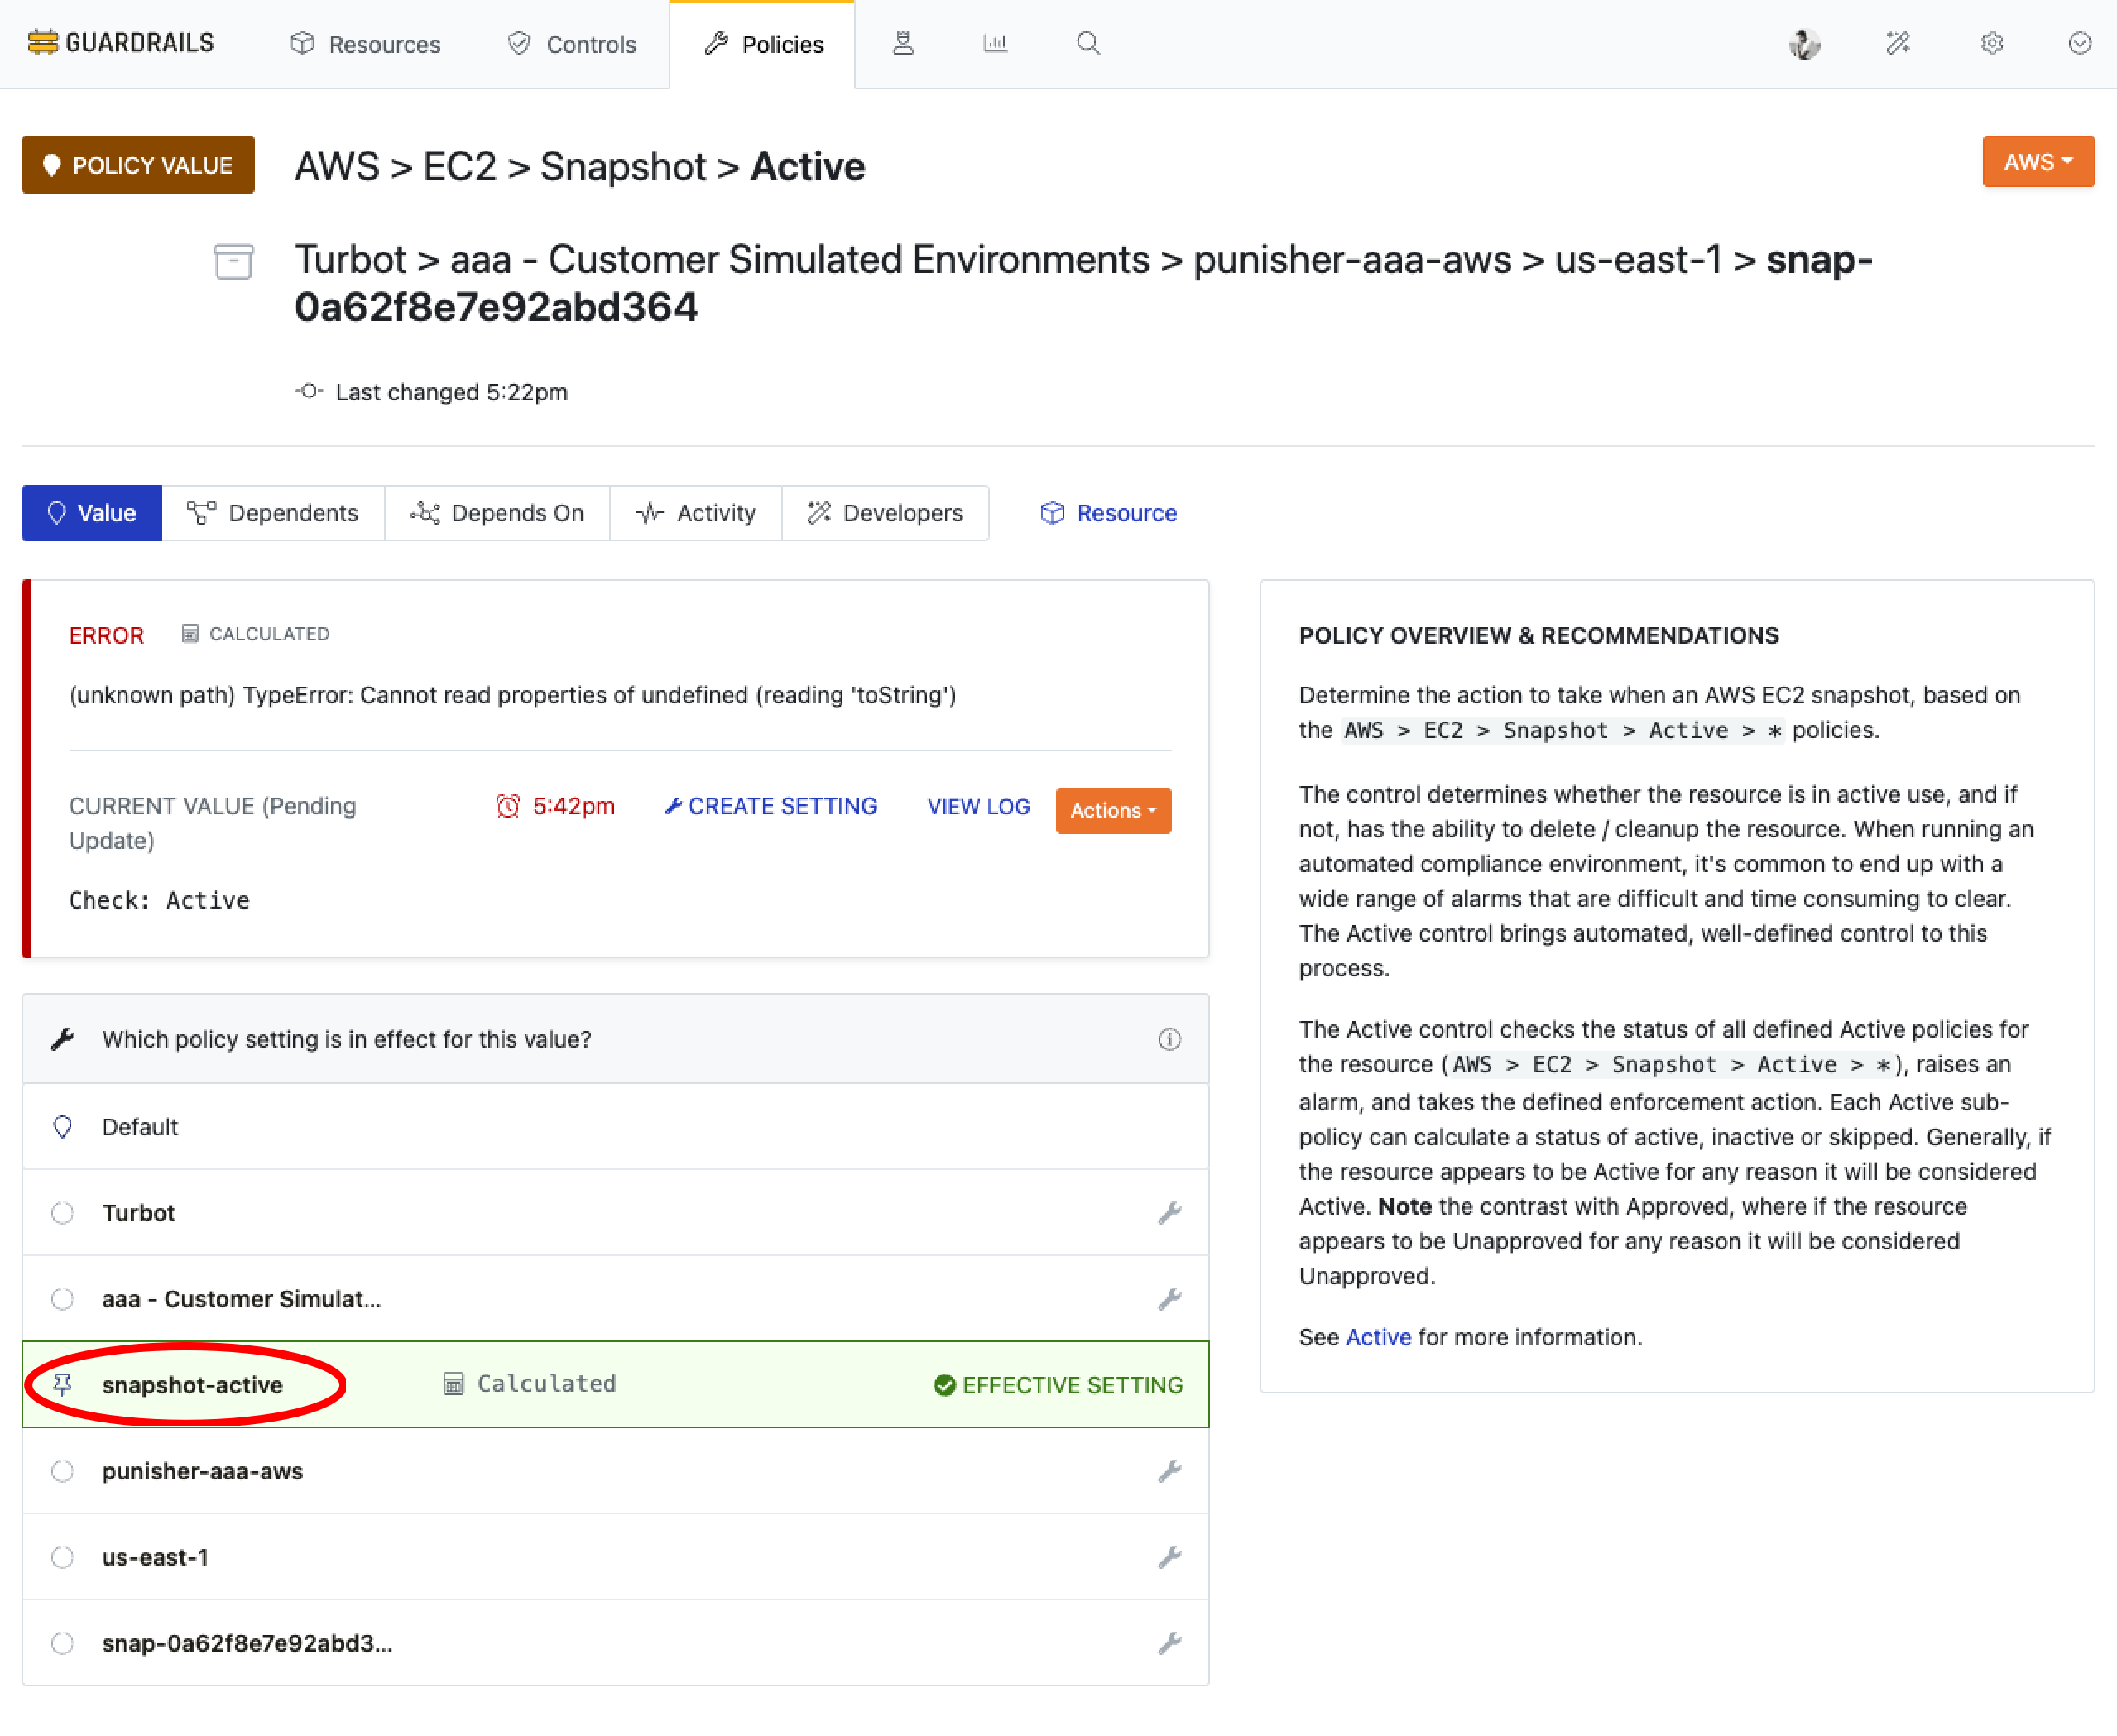 GUARDRAILS
Resources
Controls
Policies
POLICY VALUE
AWS > EC2 > Snapshot > Active
AWS
Turbot > aaa - Customer Simulated Environments > punisher-aaa-aws > us-east-1 > snap-
0a62f8e7e92abd364
Last changed 5:22pm
Value
Dependents
Depends On
Activity
Developers
Resource
ERROR
CALCULATED
(unknown path) TypeError: Cannot read properties of undefined (reading 'toString')
CURRENT VALUE (Pending
Update)
5:42pm
CREATE SETTING
VIEW LOG
Actions
Check: Active
Which policy setting is in effect for this value?
Default
Turbot
aaa - Customer Simulat...
snapshot-active
Calculated
EFFECTIVE SETTING
punisher-aaa-aws
us-east-1
snap-0a62f8e7e92abd3...
POLICY OVERVIEW & RECOMMENDATIONS
Determine the action to take when an AWS EC2 snapshot, based on
the AWS > EC2 > Snapshot > Active > * policies.
The control determines whether the resource is in active use, and if
not, has the ability to delete / cleanup the resource. When running an
automated compliance environment, it's common to end up with a
wide range of alarms that are difficult and time consuming to clear.
The Active control brings automated, well-defined control to this
process.
The Active control checks the status of all defined Active policies for
the resource (AWS > EC2 > Snapshot > Active > *), raises an
alarm, and takes the defined enforcement action. Each Active sub-
policy can calculate a status of active, inactive or skipped. Generally, if
the resource appears to be Active for any reason it will be considered
Active. Note the contrast with Approved, where if the resource
appears to be Unapproved for any reason it will be considered
Unapproved.
See Active for more information.